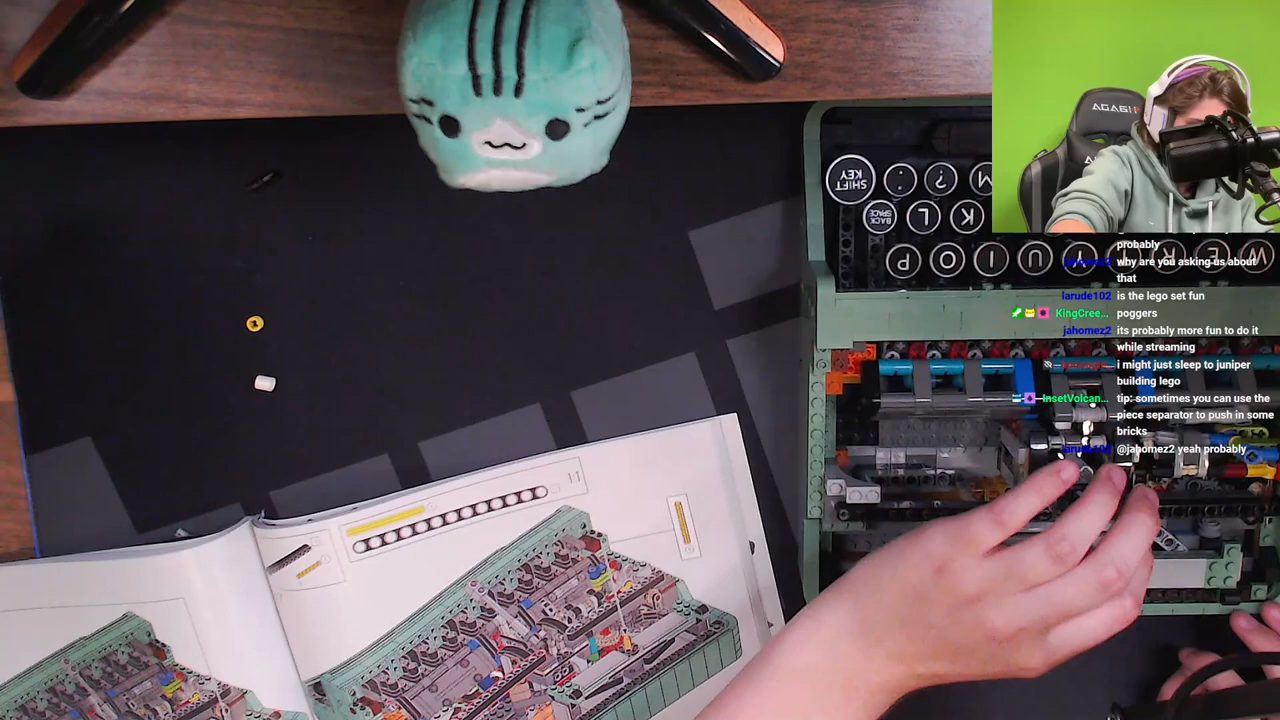 1:1
SHIFT
KEY
:
?
M
BACK
SPACE
L
K
P
O
I
U
Y
T
R
E
W
probably
why are you asking us about
that
larude102 is the lego set fun
KingCree... poggers
jahomez2 its probably more fun to do it
while streaming
i might just sleep to juniper
building lego
InsetVolcan... tip: sometimes you can use the
piece separator to push in some
bricks
@jahomez2 yeah probably